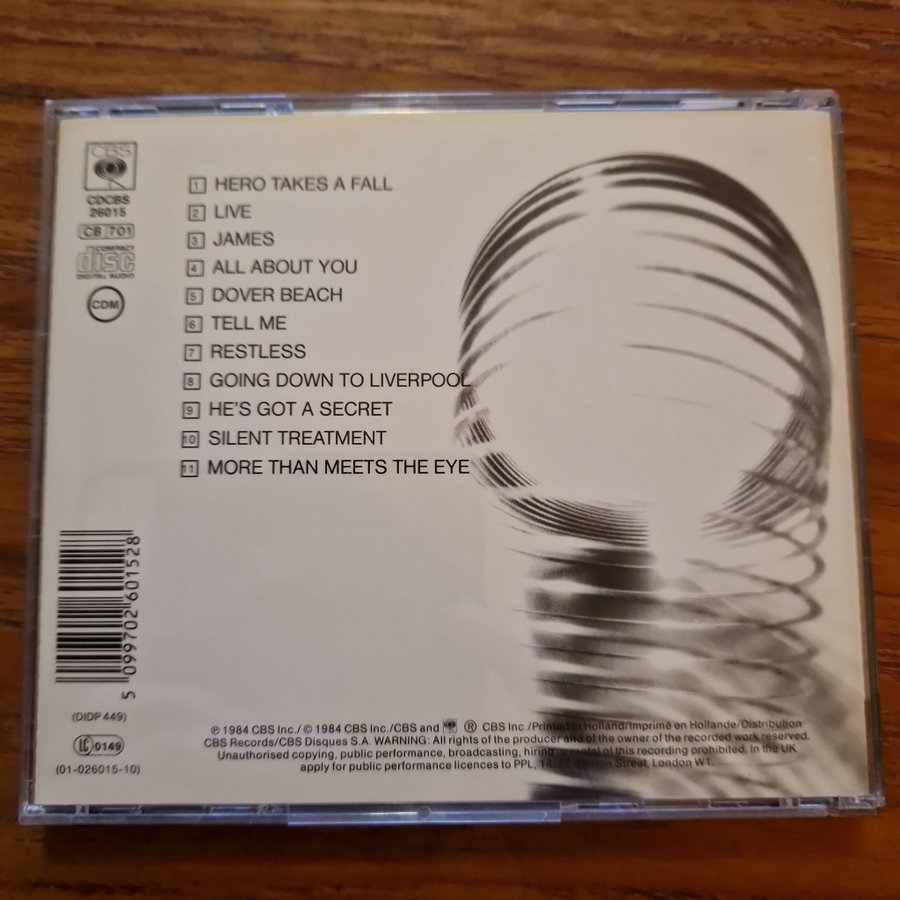 CBS
CDCBS
26015
CB 701
COMPACT
disc
DIGITAL AUDIO
CDM
1 HERO TAKES A FALL
2 LIVE
3 JAMES
4 ALL ABOUT YOU
5 DOVER BEACH
6 TELL ME
7 RESTLESS
8 GOING DOWN TO LIVERPOOL
9 HE'S GOT A SECRET
10 SILENT TREATMENT
11 MORE THAN MEETS THE EYE
5 099702 601528
(DIDP 449)
LC 0149
(01-026015-10)
℗ 1984 CBS Inc./ © 1984 CBS Inc./CBS and ® CBS Inc./Printed in Holland/Imprimé en Hollande/Distribution
CBS Records/CBS Disques S.A. WARNING: All rights of the producer and of the owner of the recorded work reserved.
Unauthorised copying, public performance, broadcasting, hiring or rental of this recording prohibited. In the UK
apply for public performance licences to PPL, 14/22 Ganton Street, London W1.